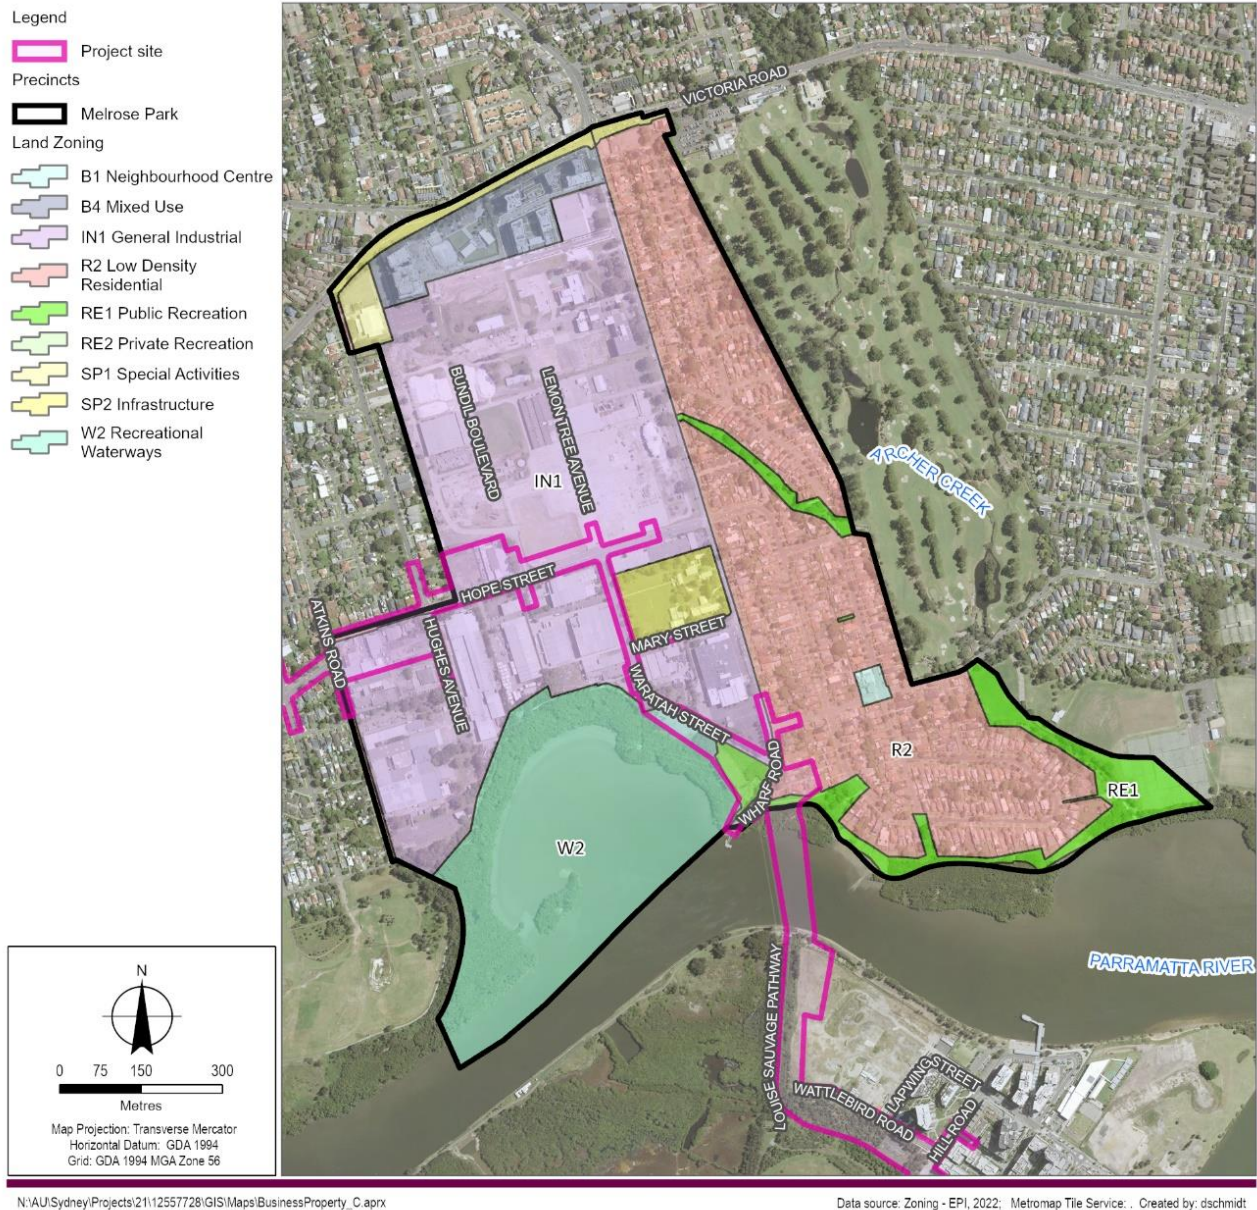 Legend
Project site
Precincts
Melrose Park
Land Zoning
B1 Neighbourhood Centre
B4 Mixed Use
IN1 General Industrial
R2 Low Density
Residential
RE1 Public Recreation
RE2 Private Recreation
SP1 Special Activities
SP2 Infrastructure
W2 Recreational
Waterways
VICTORIA ROAD
BUNDIL BOULEVARD
LEMON TREE AVENUE
IN1
ARCHER CREEK
HOPE STREET
ATKINS ROAD
HUGHES AVENUE
MARY STREET
WARATAH STREET
WHARF ROAD
R2
RE1
W2
PARRAMATTA RIVER
LOUISE SAUVAGE PATHWAY
WATTLEBIRD ROAD
LAPWING STREET
HILL ROAD
N
0 75 150 300
Metres
Map Projection: Transverse Mercator
Horizontal Datum: GDA 1994
Grid: GDA 1994 MGA Zone 56
N:\AU\Sydney\Projects\21\12557728\GIS\Maps\BusinessProperty_C.aprx
Data source: Zoning - EPI, 2022; Metromap Tile Service: . Created by: dschmidt